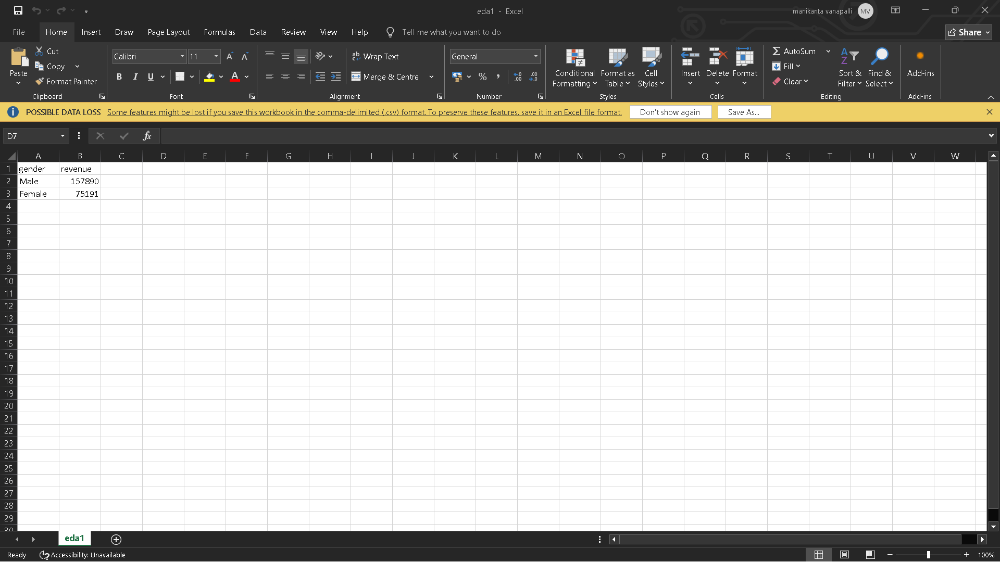 eda1 - Excel
manikanta vanapalli MV
File Home Insert Draw Page Layout Formulas Data Review View Help Tell me what you want to do Share
Paste
Cut
Copy
Format Painter
Clipboard
Calibri 11 A A
B I U A
Font
ab Wrap Text
Merge & Centre
Alignment
General
% ,
Number
Conditional Formatting
Format as Table
Cell Styles
Styles
Insert Delete Format
Cells
AutoSum
Fill
Clear
Sort & Filter
Find & Select
Editing
Add-ins
Add-ins
POSSIBLE DATA LOSS Some features might be lost if you save this workbook in the comma-delimited (.csv) format. To preserve these features, save it in an Excel file format. Don't show again Save As...
D7 fx
A B C D E F G H I J K L M N O P Q R S T U V W
1 gender revenue
2 Male 157890
3 Female 75191
4
5
6
7
8
9
10
11
12
13
14
15
16
17
18
19
20
21
22
23
24
25
26
27
28
29
30
eda1
Ready Accessibility: Unavailable 100%